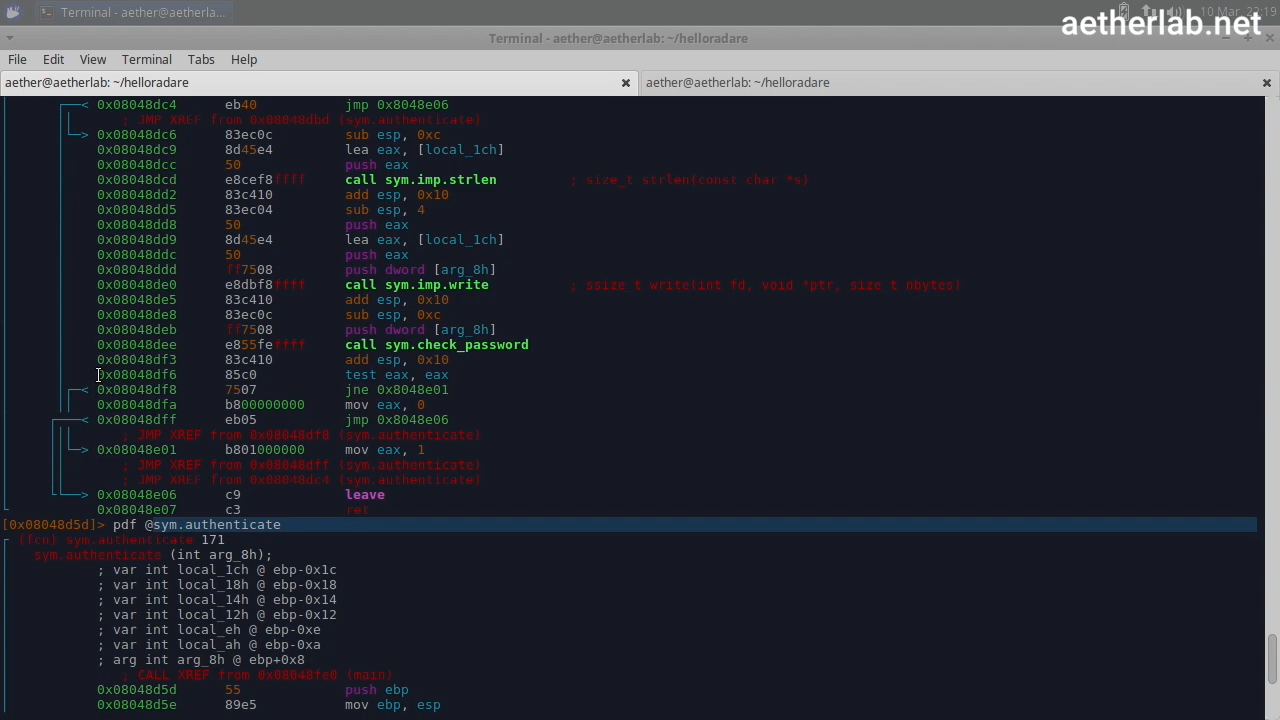 Terminal - aether@aetherla...
10 Mar, 22:19
aetherlab.net
Terminal - aether@aetherlab: ~/helloradare
File Edit View Terminal Tabs Help
aether@aetherlab: ~/helloradare
aether@aetherlab: ~/helloradare
0x08048dc4 eb40 jmp 0x8048e06
; JMP XREF from 0x08048dbd (sym.authenticate)
0x08048dc6 83ec0c sub esp, 0xc
0x08048dc9 8d45e4 lea eax, [local_1ch]
0x08048dcc 50 push eax
0x08048dcd e8cef8ffff call sym.imp.strlen ; size_t strlen(const char *s)
0x08048dd2 83c410 add esp, 0x10
0x08048dd5 83ec04 sub esp, 4
0x08048dd8 50 push eax
0x08048dd9 8d45e4 lea eax, [local_1ch]
0x08048ddc 50 push eax
0x08048ddd ff7508 push dword [arg_8h]
0x08048de0 e8dbf8ffff call sym.imp.write ; ssize_t write(int fd, void *ptr, size_t nbytes)
0x08048de5 83c410 add esp, 0x10
0x08048de8 83ec0c sub esp, 0xc
0x08048deb ff7508 push dword [arg_8h]
0x08048dee e855feffff call sym.check_password
0x08048df3 83c410 add esp, 0x10
0x08048df6 85c0 test eax, eax
0x08048df8 7507 jne 0x8048e01
0x08048dfa b800000000 mov eax, 0
0x08048dff eb05 jmp 0x8048e06
; JMP XREF from 0x08048df8 (sym.authenticate)
0x08048e01 b801000000 mov eax, 1
; JMP XREF from 0x08048dff (sym.authenticate)
; JMP XREF from 0x08048dc4 (sym.authenticate)
0x08048e06 c9 leave
0x08048e07 c3 ret
[0x08048d5d]> pdf @sym.authenticate
(fcn) sym.authenticate 171
sym.authenticate (int arg_8h);
; var int local_1ch @ ebp-0x1c
; var int local_18h @ ebp-0x18
; var int local_14h @ ebp-0x14
; var int local_12h @ ebp-0x12
; var int local_eh @ ebp-0xe
; var int local_ah @ ebp-0xa
; arg int arg_8h @ ebp+0x8
; CALL XREF from 0x08048fe0 (main)
0x08048d5d 55 push ebp
0x08048d5e 89e5 mov ebp, esp